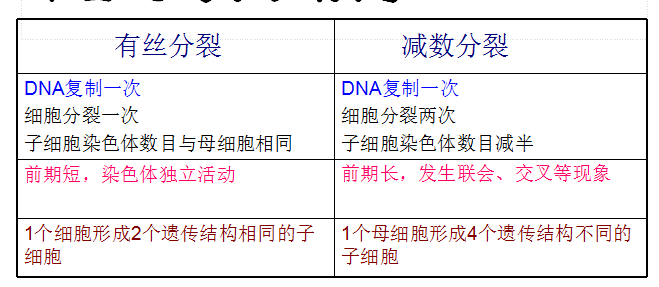 有丝分裂
减数分裂
DNA复制一次
细胞分裂一次
子细胞染色体数目与母细胞相同
DNA复制一次
细胞分裂两次
子细胞染色体数目减半
前期短，染色体独立活动
前期长，发生联会、交叉等现象
1个细胞形成2个遗传结构相同的子
细胞
1个母细胞形成4个遗传结构不同的
子细胞